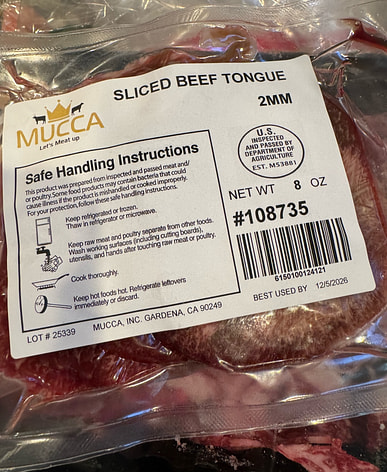 SLICED BEEF TONGUE
2MM
MUCCA
Let's Meat up
Safe Handling Instructions
This product was prepared from inspected and passed meat and/
or poultry. Some food products may contain bacteria that could
cause illness if the product is mishandled or cooked improperly.
For your protection, follow these safe handling instructions.
Keep refrigerated or frozen.
Thaw in refrigerator or microwave.
Keep raw meat and poultry separate from other foods.
Wash working surfaces (including cutting boards),
utensils, and hands after touching raw meat or poultry.
Cook thoroughly.
Keep hot foods hot. Refrigerate leftovers
immediately or discard.
U.S.
INSPECTED
AND PASSED BY
DEPARTMENT OF
AGRICULTURE
EST. M53881
NET WT 8 OZ
#108735
6150100124121
BEST USED BY 12/5/2026
LOT # 25339
MUCCA, INC. GARDENA, CA 90249